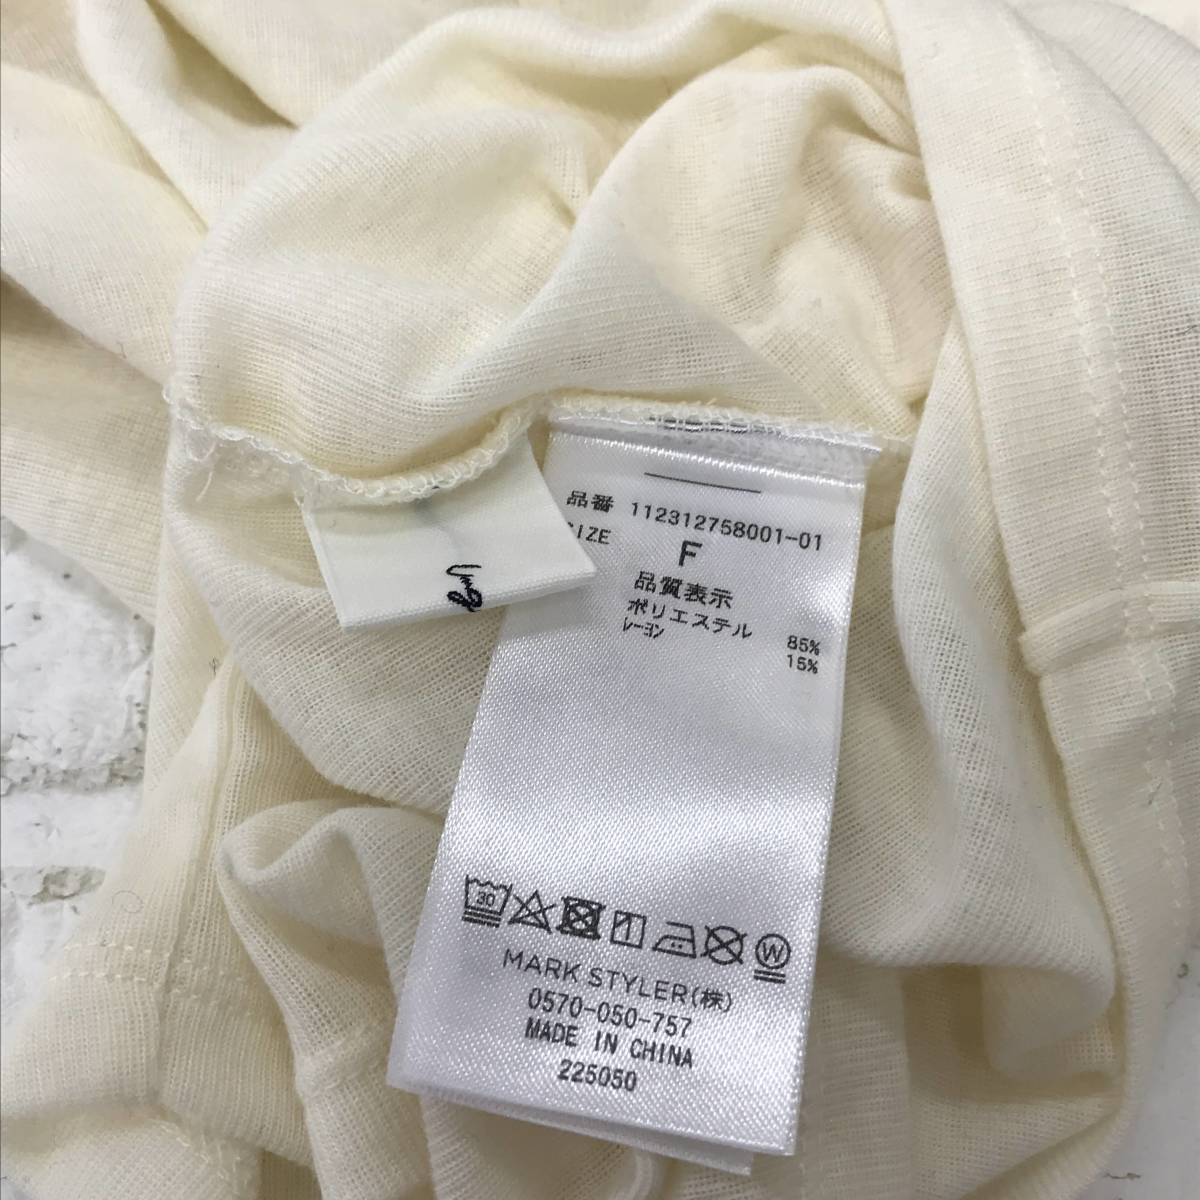 品番 112312758001-01
SIZE F
品質表示
ポリエステル 85%
レーヨン 15%
30
W
MARK STYLER(株)
0570-050-757
MADE IN CHINA
225050